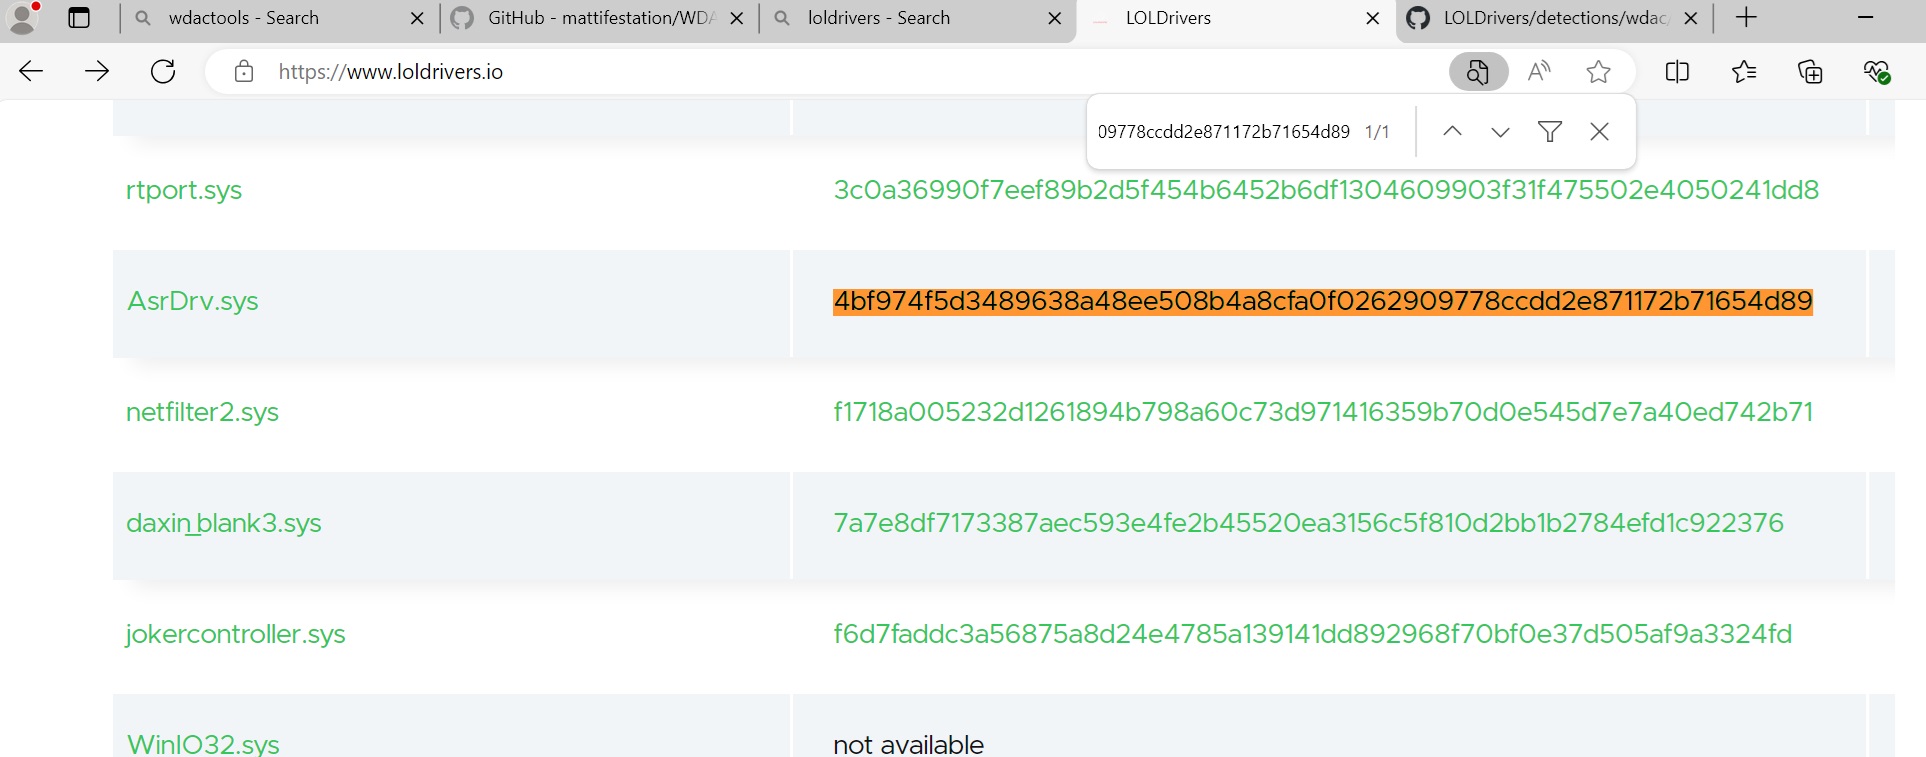 wdactools - Search
GitHub - mattifestation/WDA
loldrivers - Search
LOLDrivers
LOLDrivers/detections/wdac/
https://www.loldrivers.io
09778ccdd2e871172b71654d89 1/1
rtport.sys 3c0a36990f7eef89b2d5f454b6452b6df1304609903f31f475502e4050241dd8
AsrDrv.sys 4bf974f5d3489638a48ee508b4a8cfa0f0262909778ccdd2e871172b71654d89
netfilter2.sys f1718a005232d1261894b798a60c73d971416359b70d0e545d7e7a40ed742b71
daxin_blank3.sys 7a7e8df7173387aec593e4fe2b45520ea3156c5f810d2bb1b2784efd1c922376
jokercontroller.sys f6d7faddc3a56875a8d24e4785a139141dd892968f70bf0e37d505af9a3324fd
WinIO32.sys not available